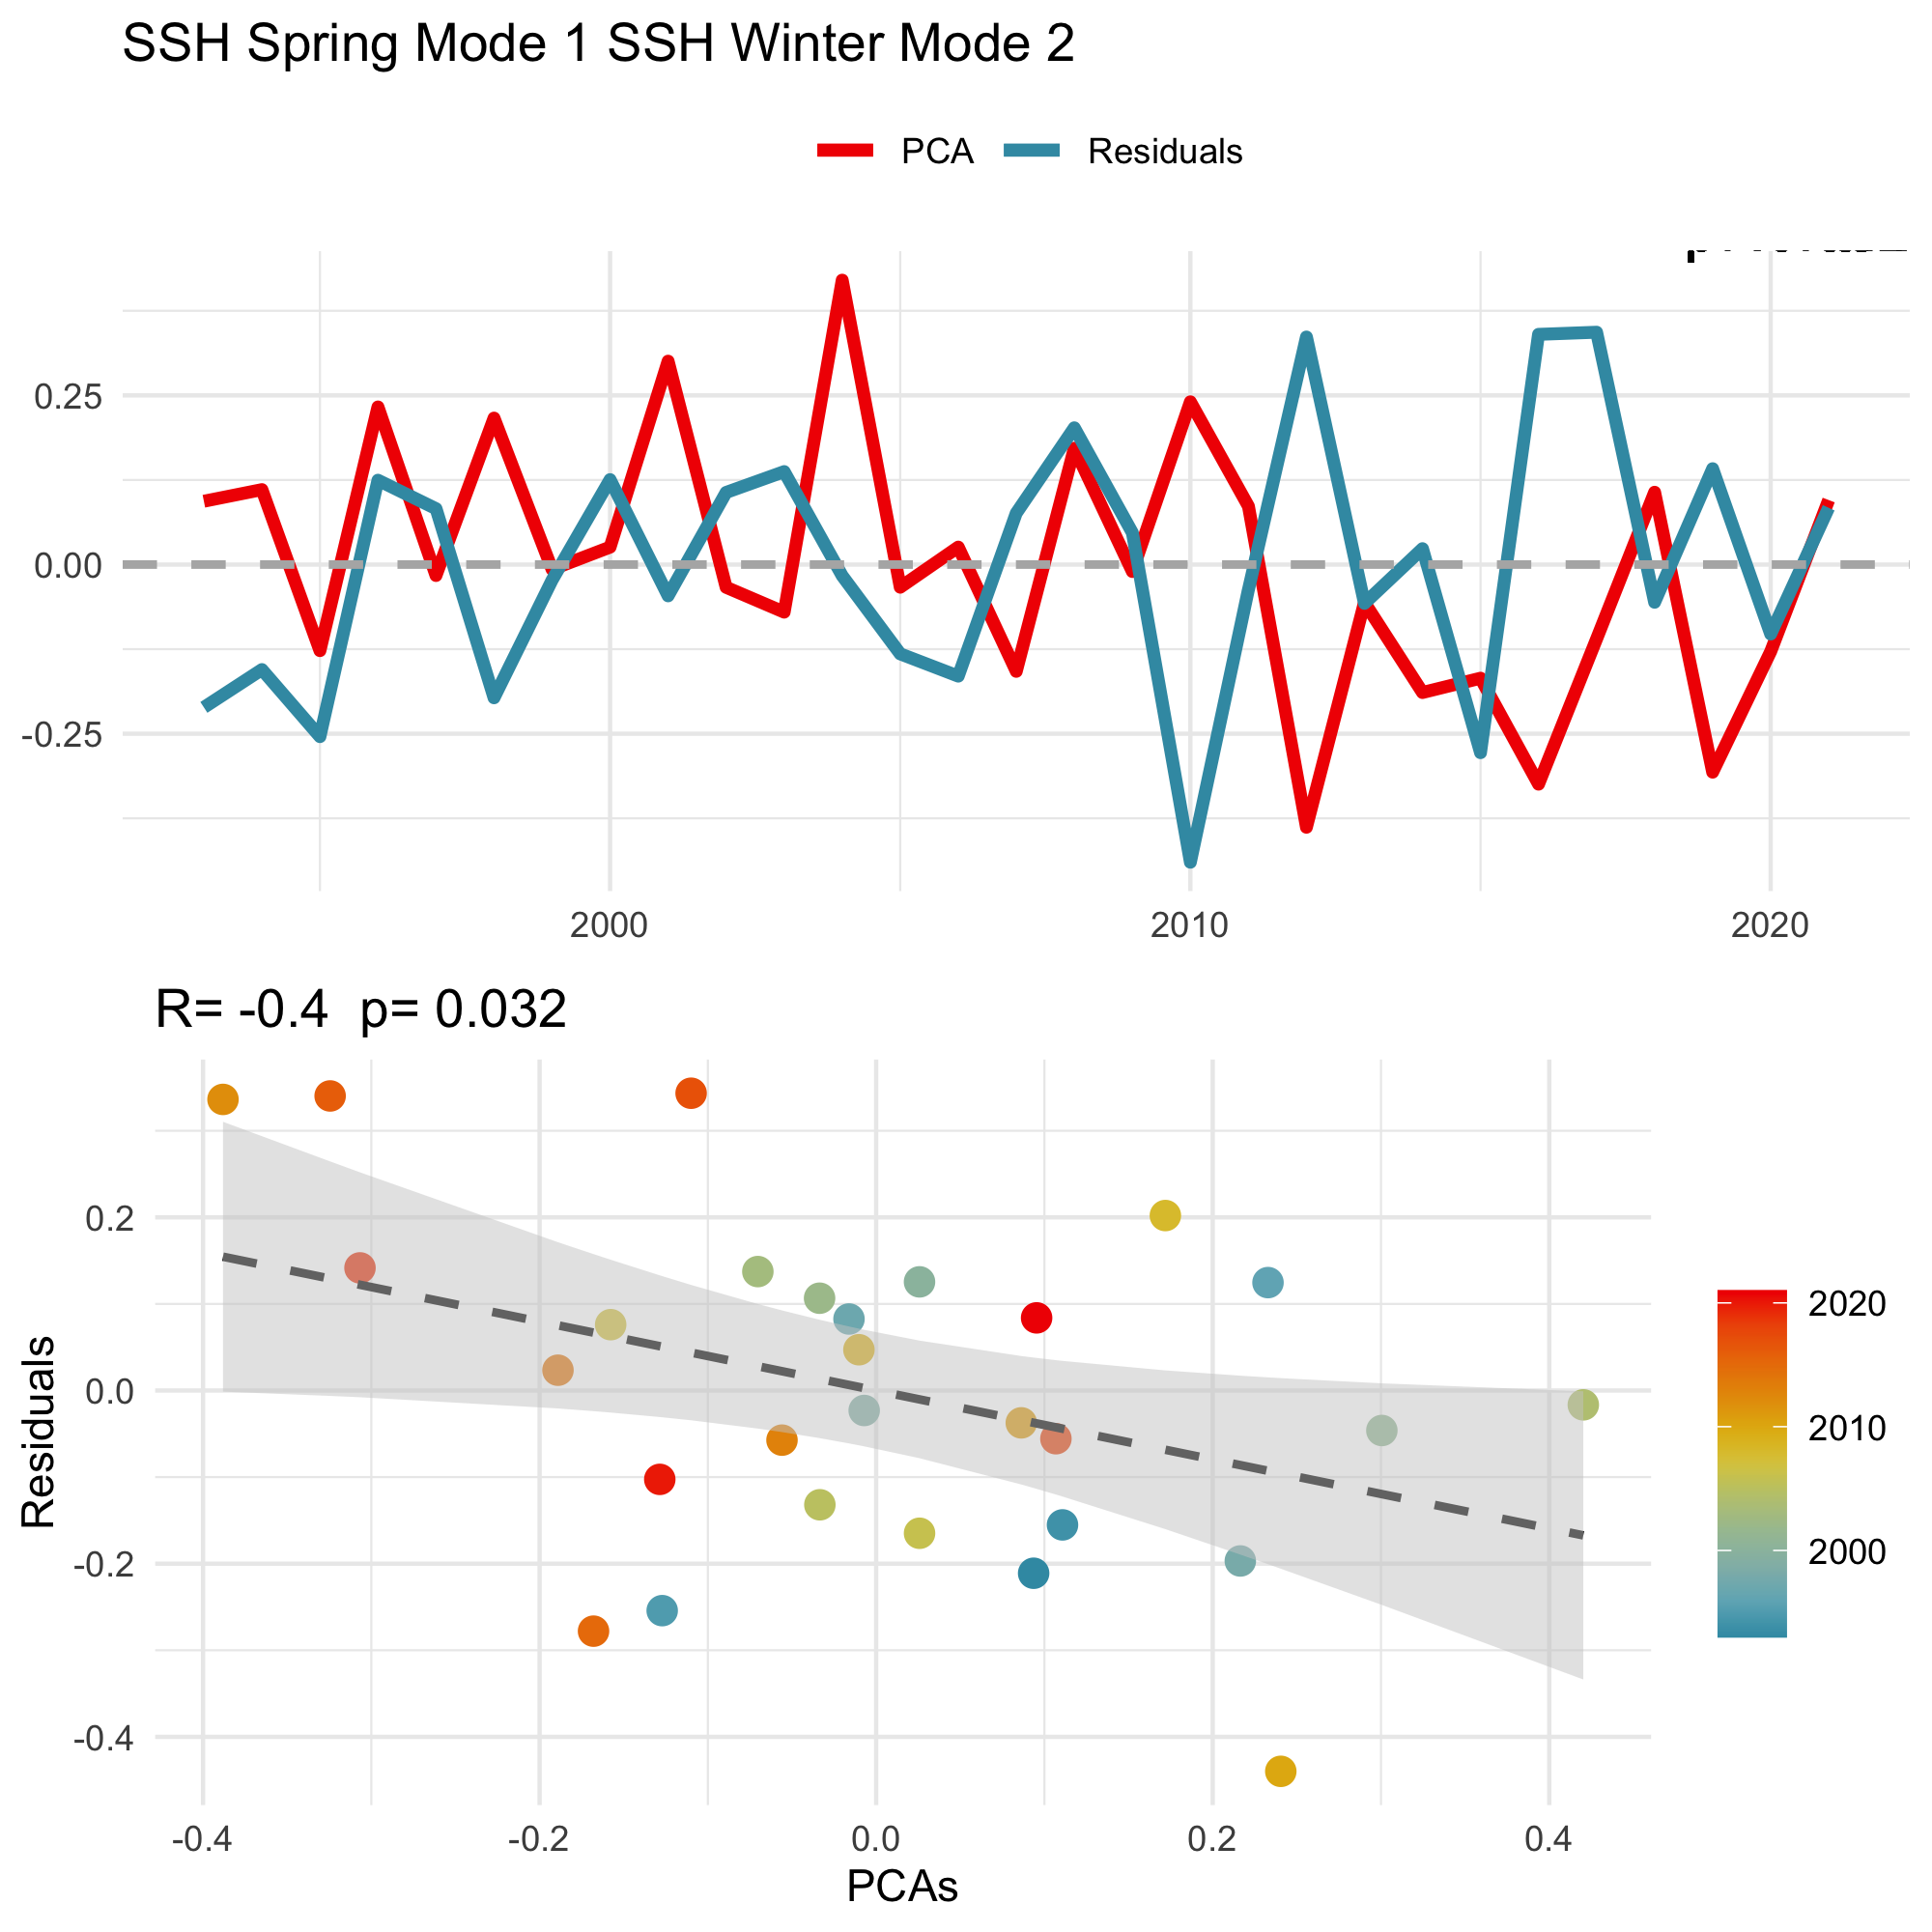 SSH Spring Mode 1 SSH Winter Mode 2
PCA Residuals
0.25
0.00
-0.25
2000 2010 2020
R= -0.4 p= 0.032
Residuals
0.2
0.0
-0.2
-0.4
-0.4 -0.2 0.0 0.2 0.4
PCAs
2020
2010
2000